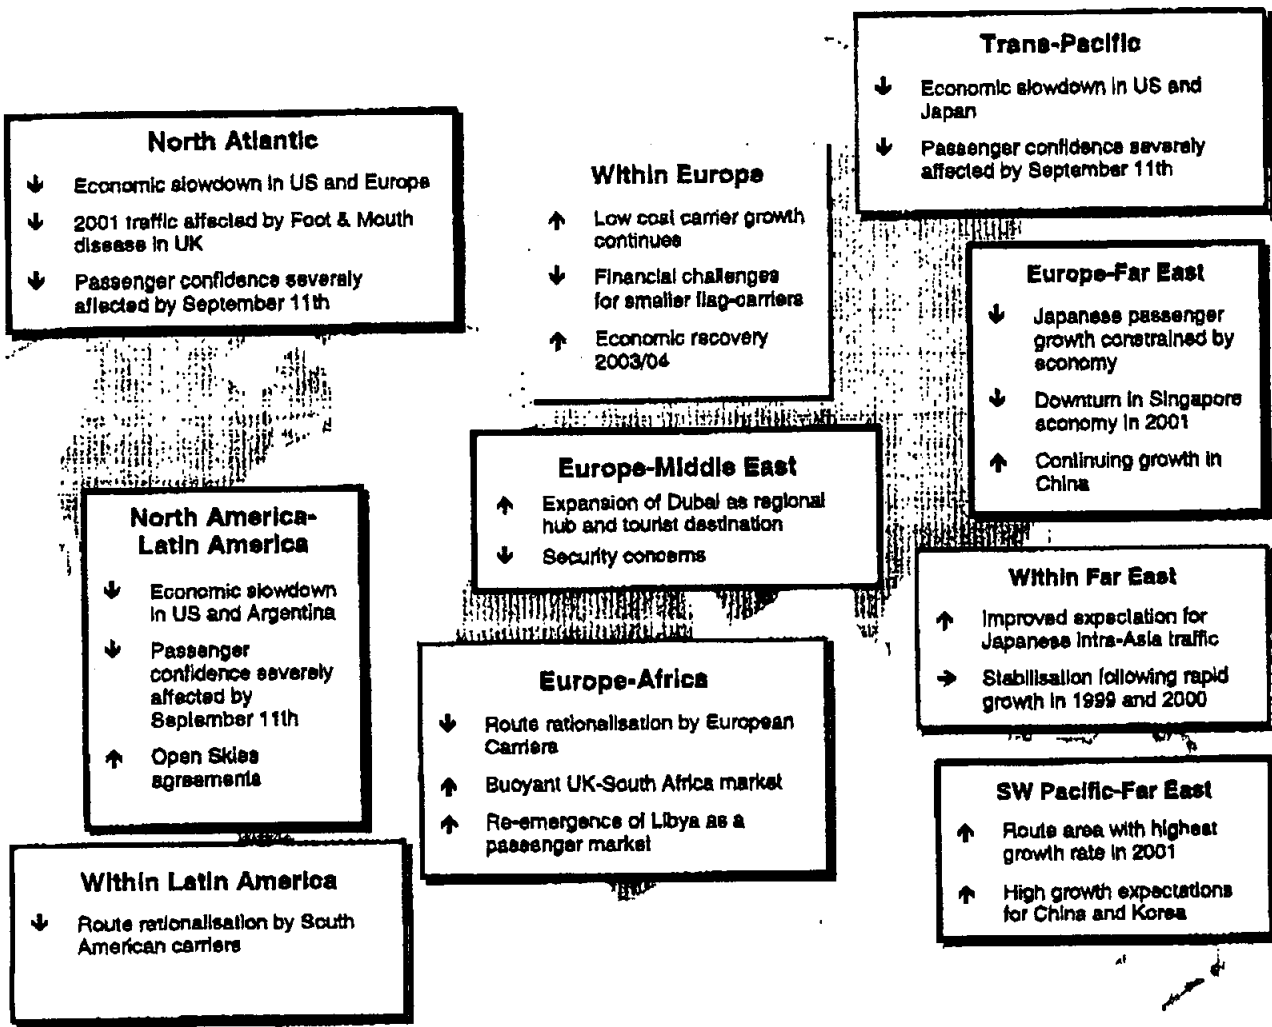 Trans-Pacific
↓ Economic slowdown in US and
Japan
↓ Passenger confidence severely
affected by September 11th
North Atlantic
↓ Economic slowdown in US and Europe
↓ 2001 traffic affected by Foot & Mouth
disease in UK
↓ Passenger confidence severely
affected by September 11th
Within Europe
↑ Low cost carrier growth
continues
↓ Financial challenges
for smaller flag-carriers
↑ Economic recovery
2003/04
Europe-Far East
↓ Japanese passenger
growth constrained by
economy
↓ Downturn in Singapore
economy in 2001
↑ Continuing growth in
China
Europe-Middle East
↑ Expansion of Dubai as regional
hub and tourist destination
↓ Security concerns
North America-
Latin America
↓ Economic slowdown
in US and Argentina
↓ Passenger
confidence severely
affected by
September 11th
↑ Open Skies
agreements
Within Far East
↑ Improved expectation for
Japanese intra-Asia traffic
→ Stabilisation following rapid
growth in 1999 and 2000
Europe-Africa
↓ Route rationalisation by European
Carriers
↑ Buoyant UK-South Africa market
↑ Re-emergence of Libya as a
passenger market
SW Pacific-Far East
↑ Route area with highest
growth rate in 2001
↑ High growth expectations
for China and Korea
Within Latin America
↓ Route rationalisation by South
American carriers